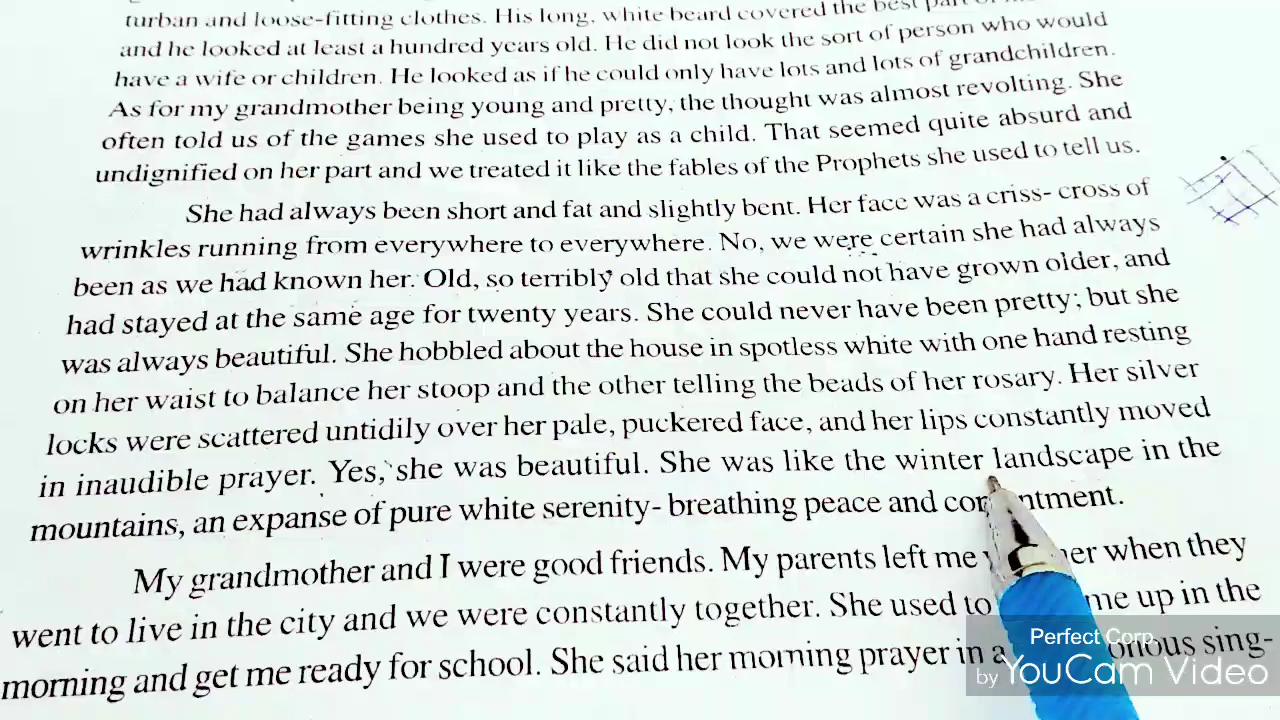 turban and loose-fitting clothes. His long, white beard covered the best part of
and he looked at least a hundred years old. He did not look the sort of person who would
have a wife or children. He looked as if he could only have lots and lots of grandchildren.
As for my grandmother being young and pretty, the thought was almost revolting. She
often told us of the games she used to play as a child. That seemed quite absurd and
undignified on her part and we treated it like the fables of the Prophets she used to tell us.
She had always been short and fat and slightly bent. Her face was a criss- cross of
wrinkles running from everywhere to everywhere. No, we were certain she had always
been as we had known her. Old, so terribly old that she could not have grown older, and
had stayed at the same age for twenty years. She could never have been pretty; but she
was always beautiful. She hobbled about the house in spotless white with one hand resting
on her waist to balance her stoop and the other telling the beads of her rosary. Her silver
locks were scattered untidily over her pale, puckered face, and her lips constantly moved
in inaudible prayer. Yes, she was beautiful. She was like the winter landscape in the
mountains, an expanse of pure white serenity- breathing peace and contentment.
My grandmother and I were good friends. My parents left me when they
went to live in the city and we were constantly together. She used to me up in the
morning and get me ready for school. She said her morning prayer in a sing-
Perfect Corp.
by YouCam Video